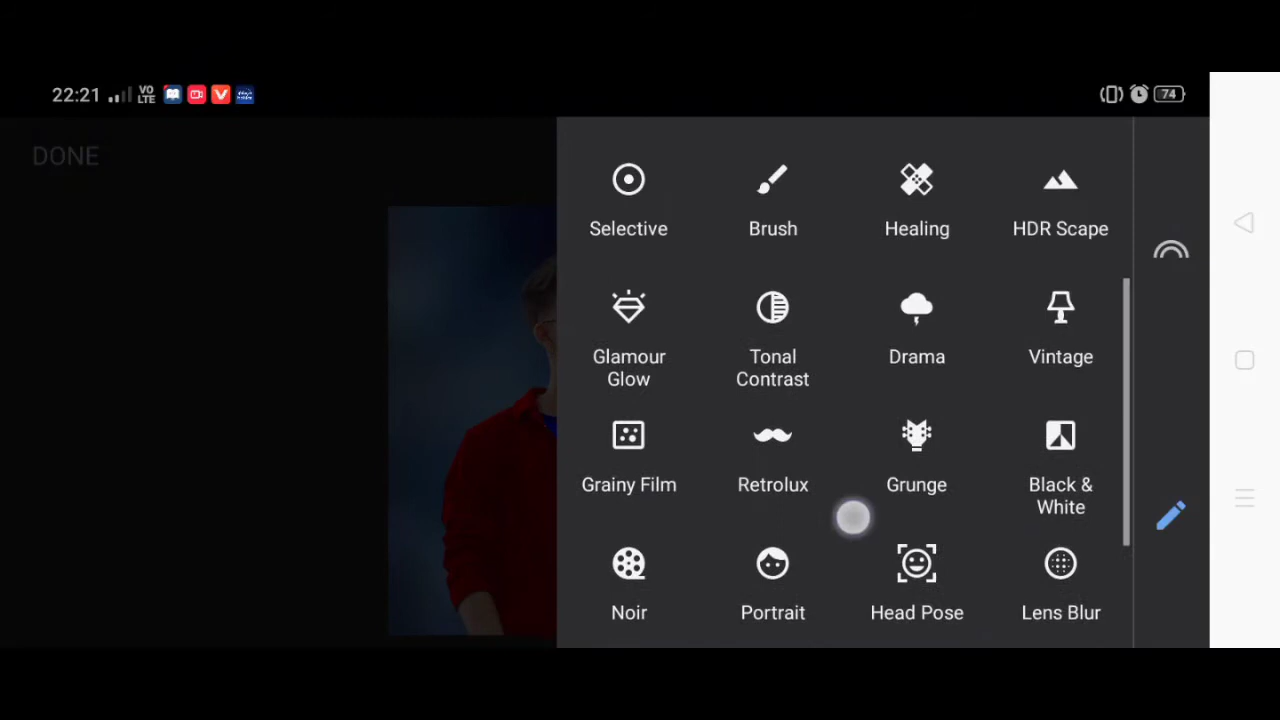 22:21 VO LTE 74
DONE
Selective Brush Healing HDR Scape
Glamour Glow Tonal Contrast Drama Vintage
Grainy Film Retrolux Grunge Black & White
Noir Portrait Head Pose Lens Blur